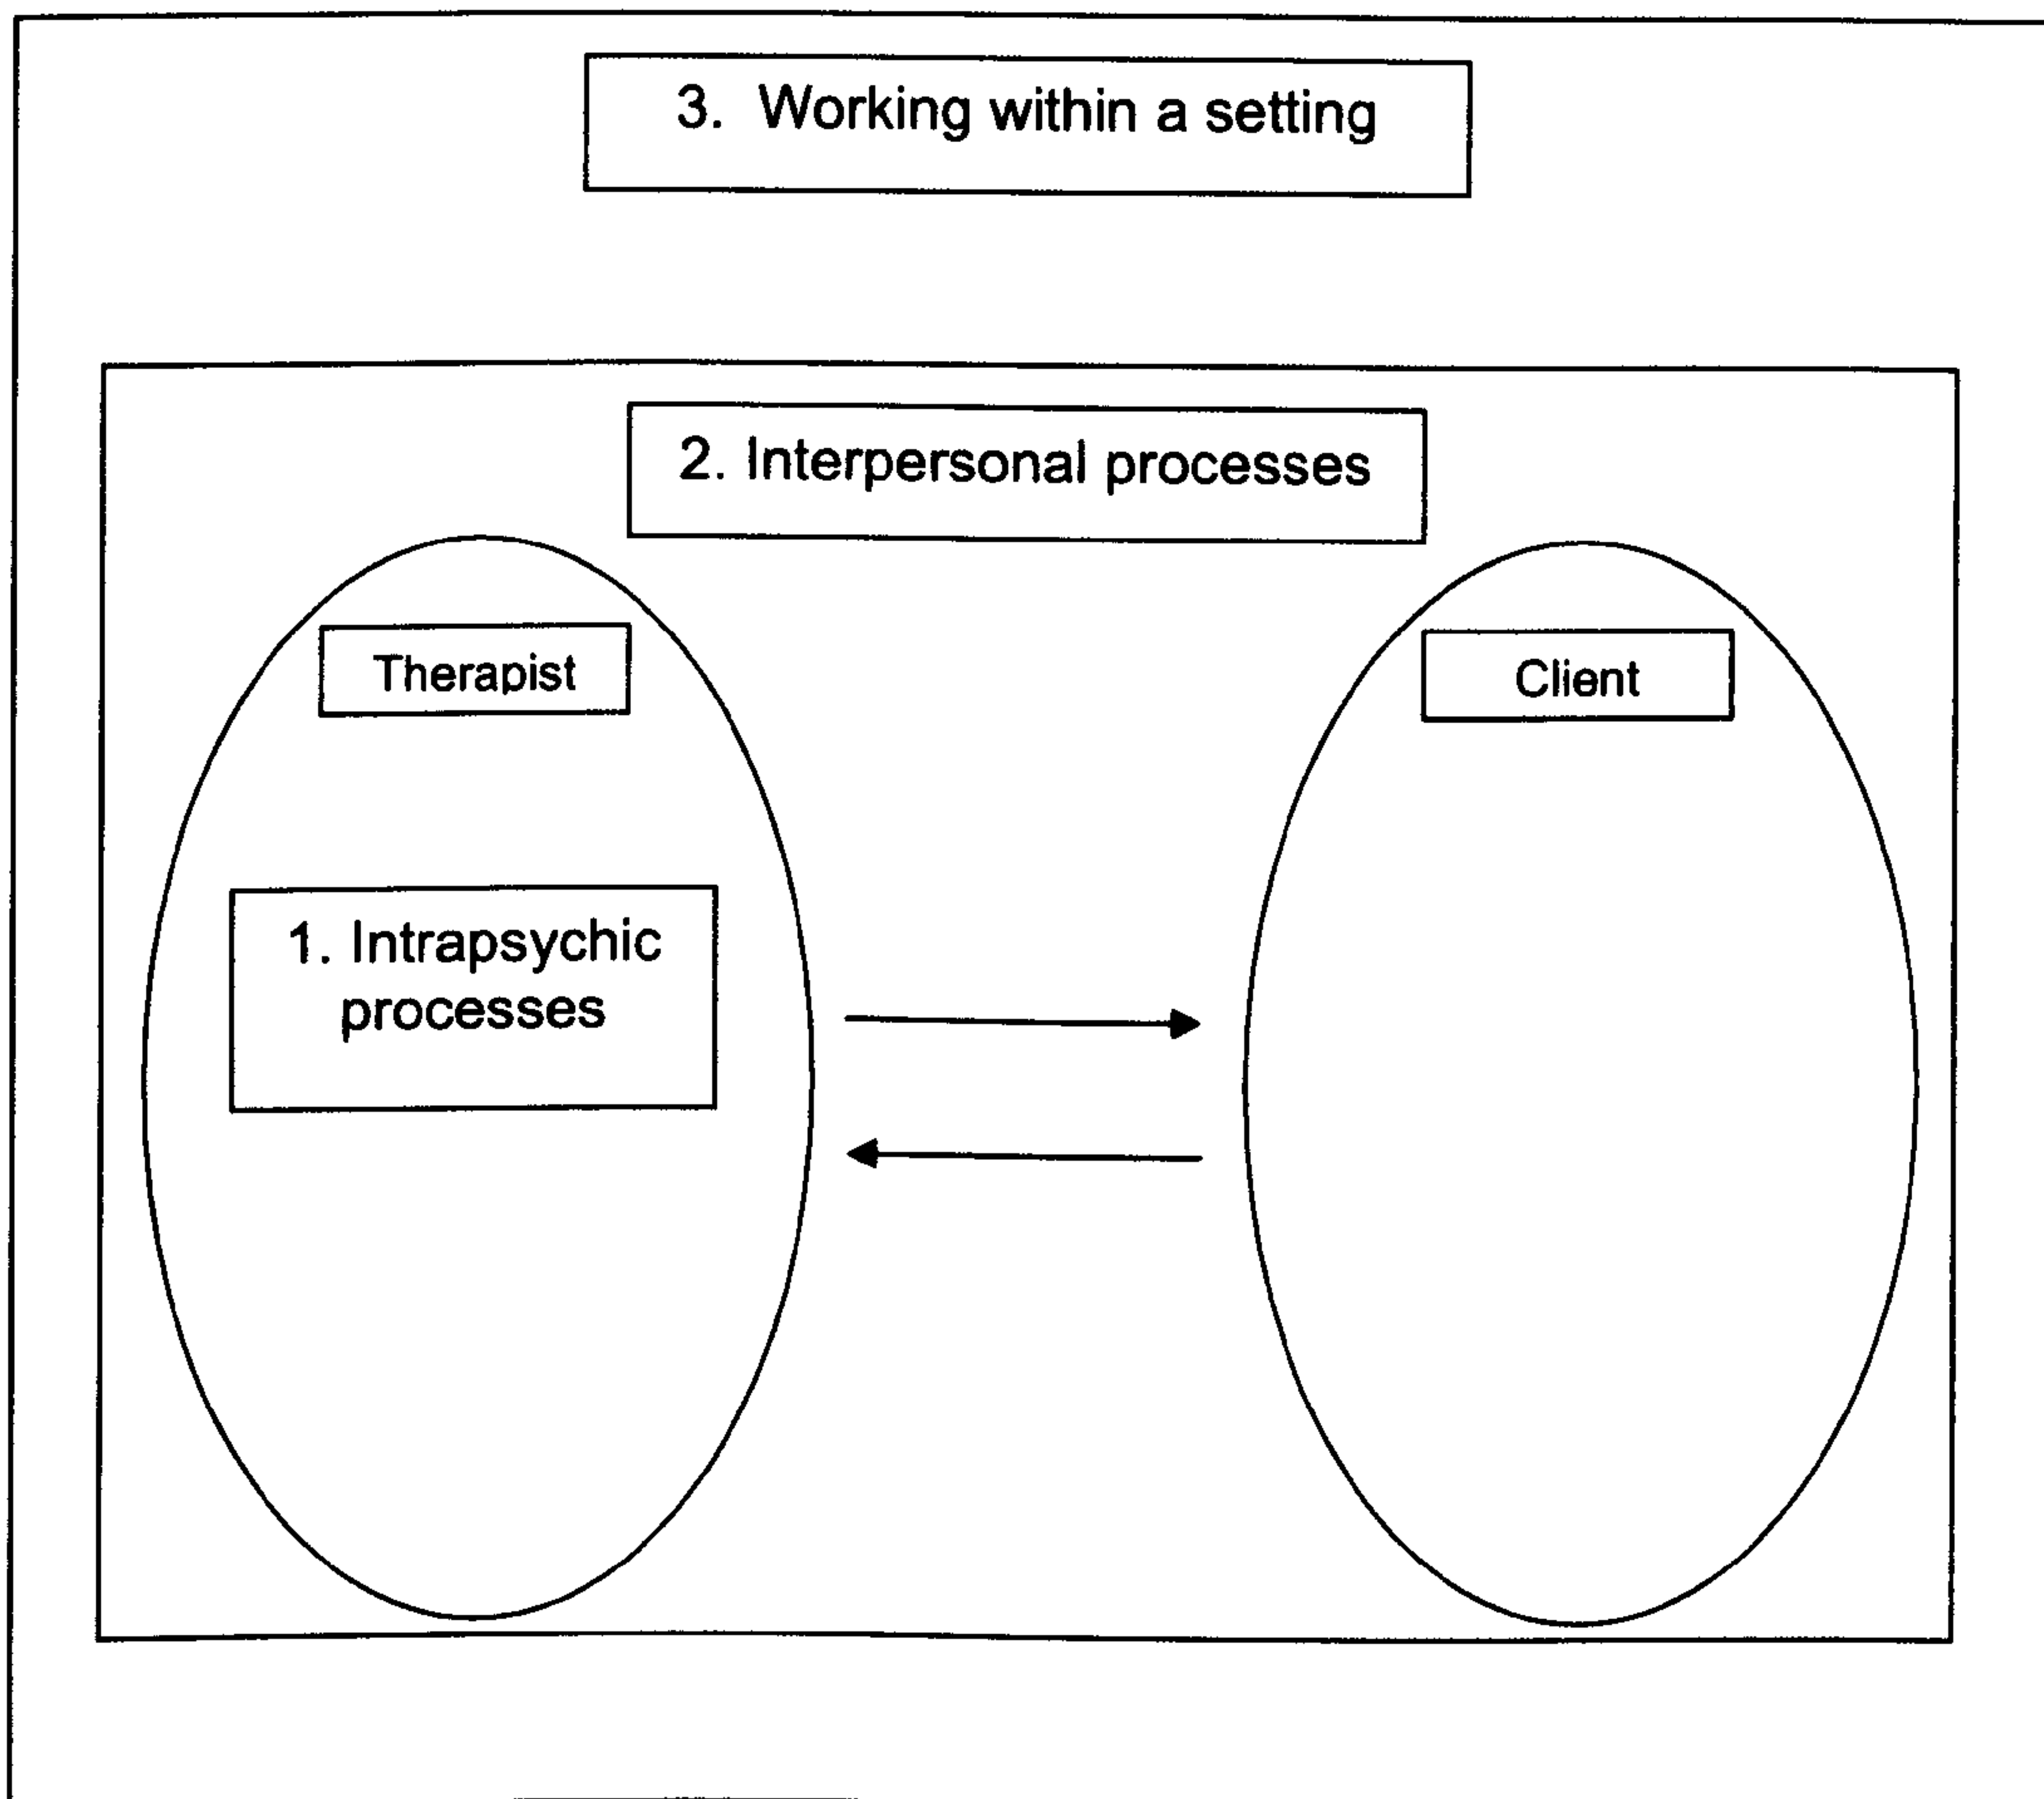 3. Working within a setting
2. Interpersonal processes
Therapist
Client
1. Intrapsychic
processes